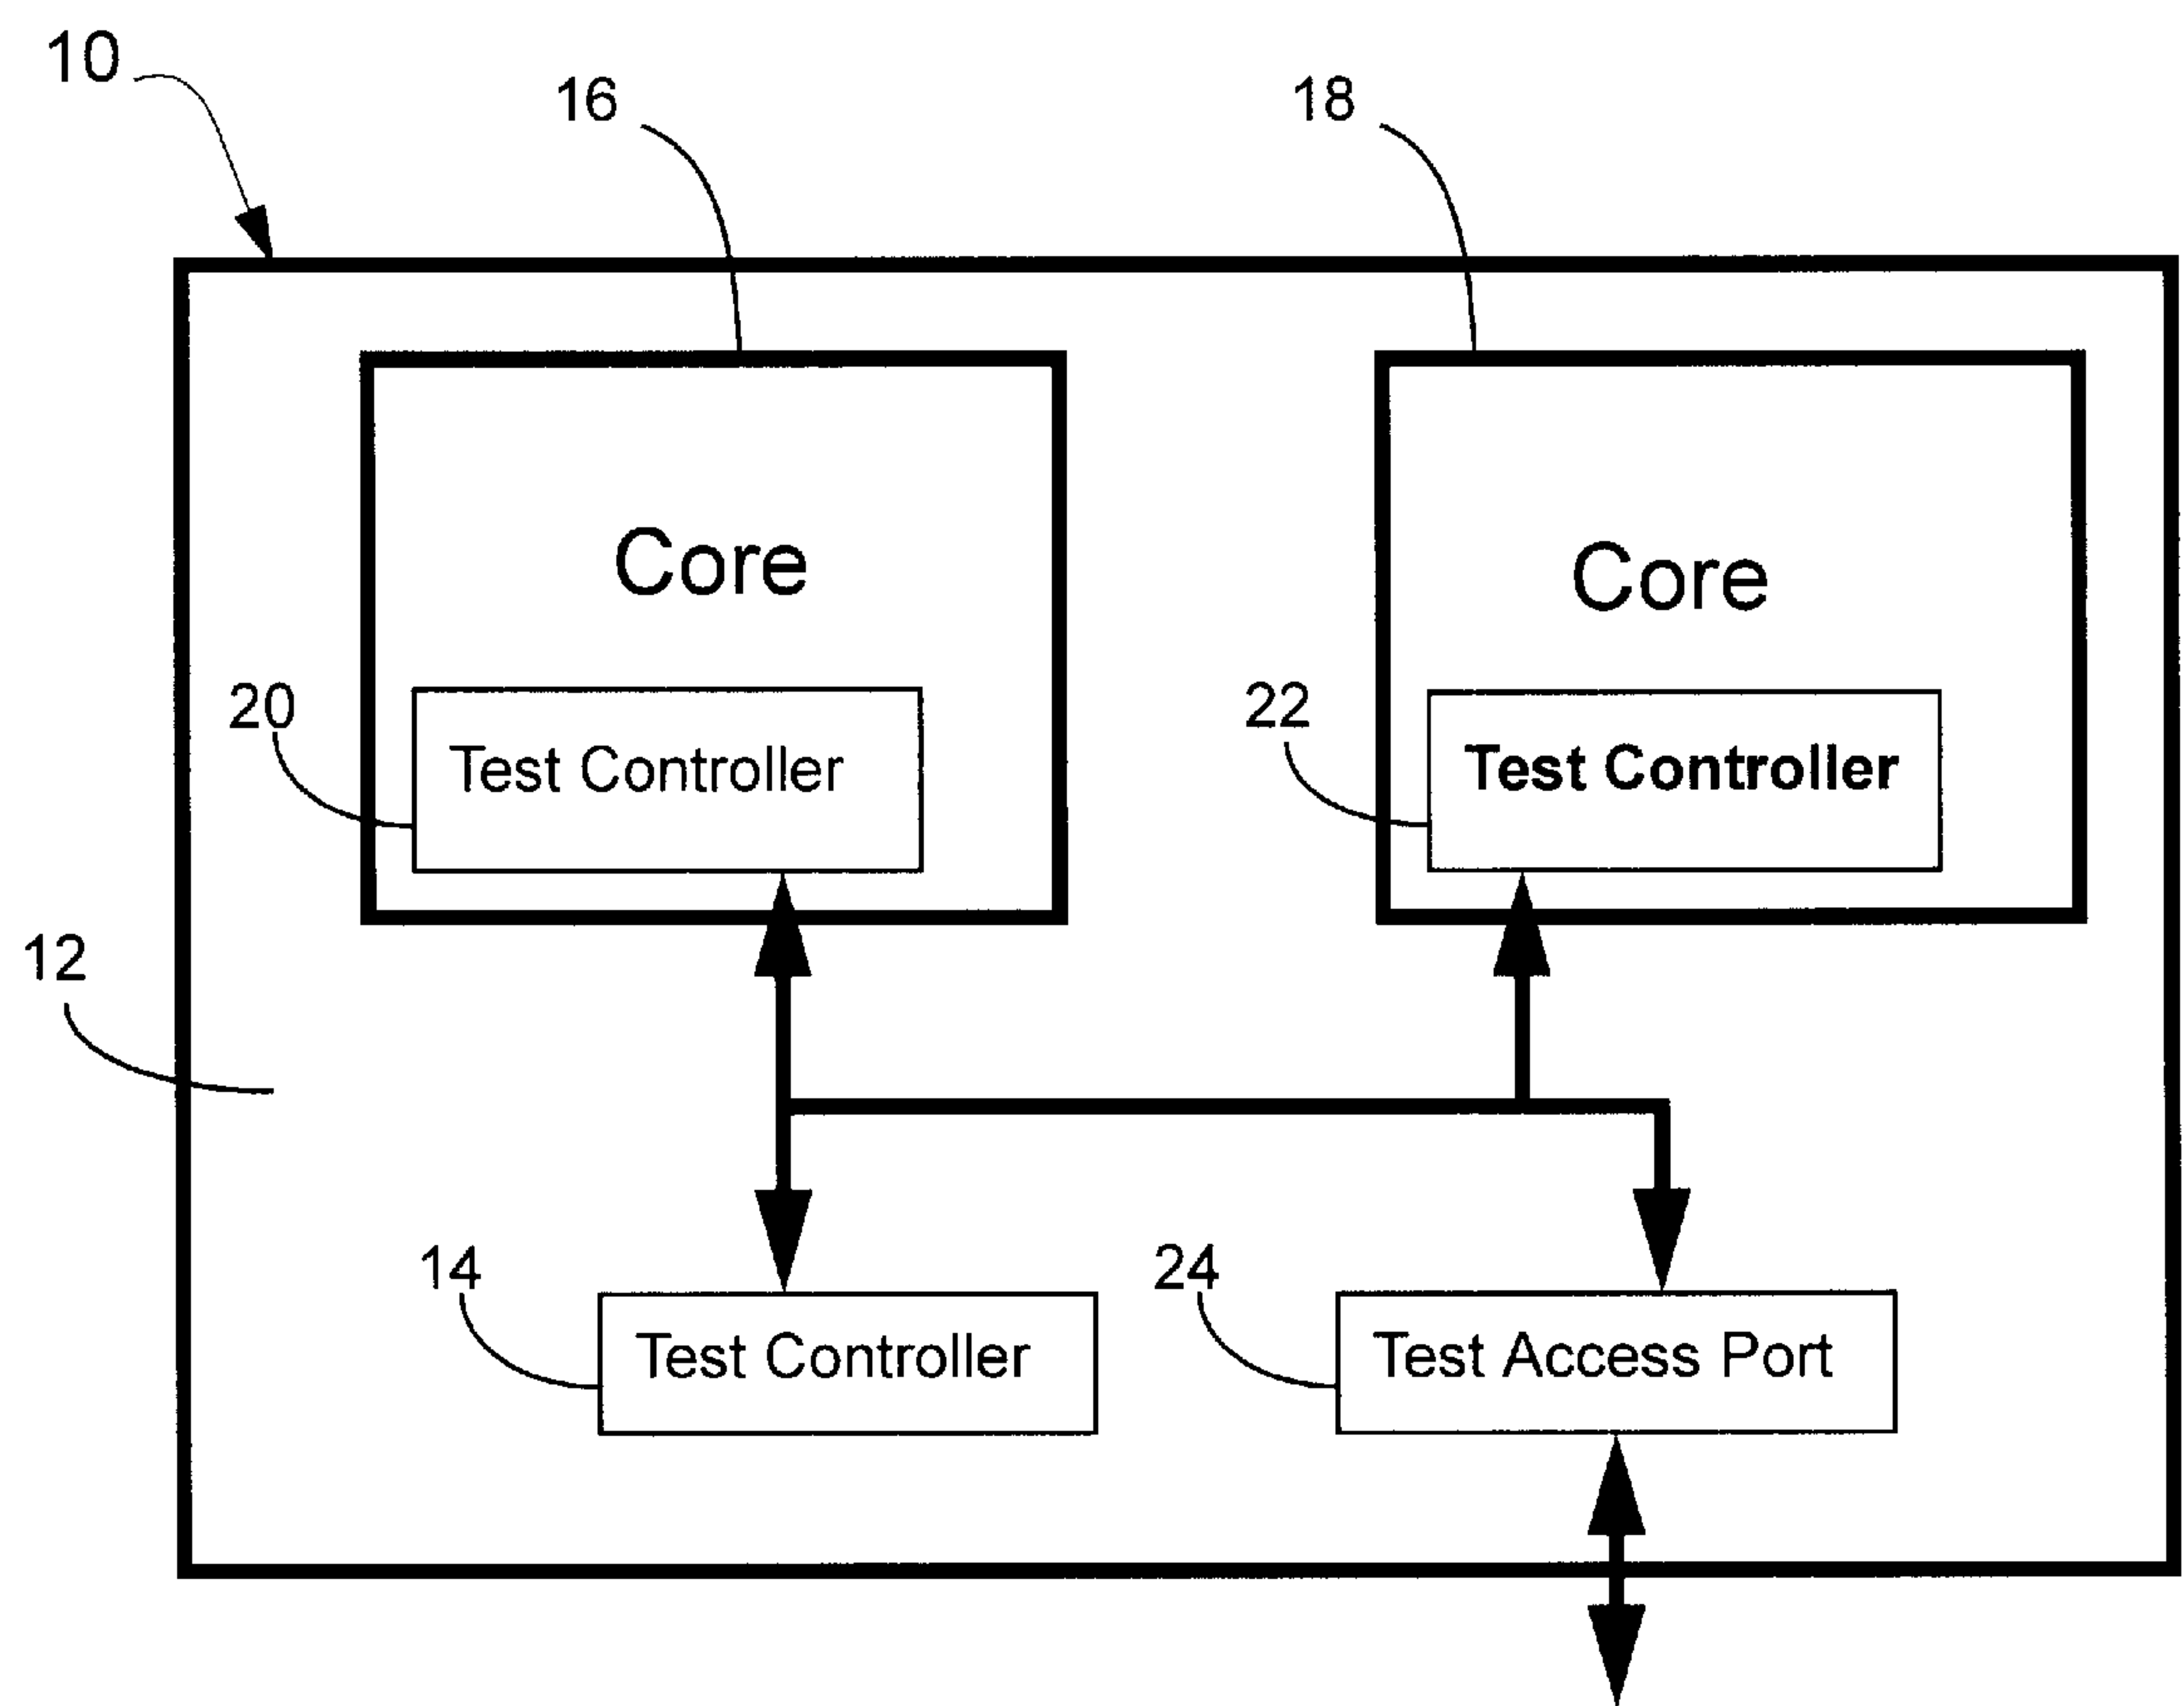 10
16
18
Core
Core
20
Test Controller
22
Test Controller
12
14
Test Controller
24
Test Access Port